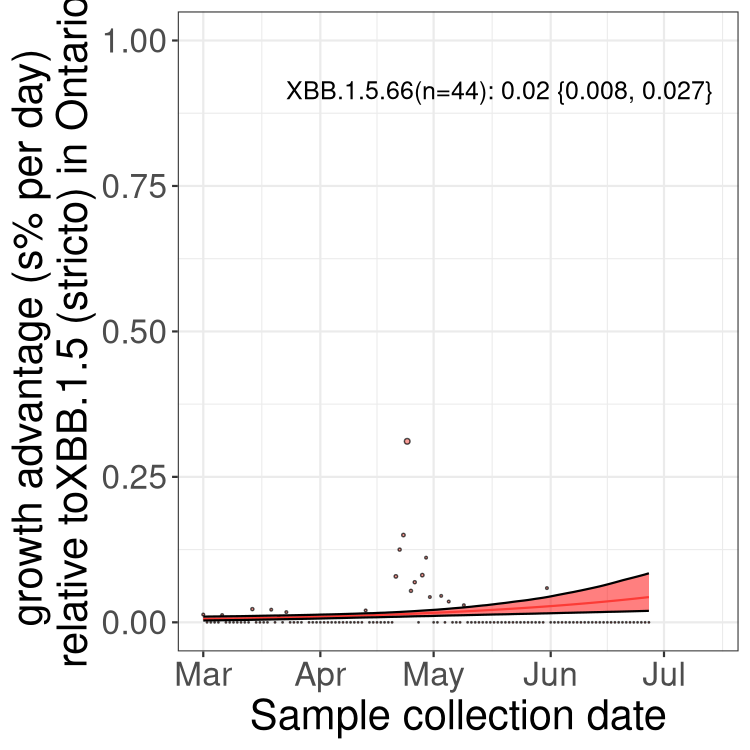 growth advantage (s% per day)
relative toXBB.1.5 (stricto) in Ontario
1.00
0.75
0.50
0.25
0.00
XBB.1.5.66(n=44): 0.02 {0.008, 0.027}
Mar Apr May Jun Jul
Sample collection date